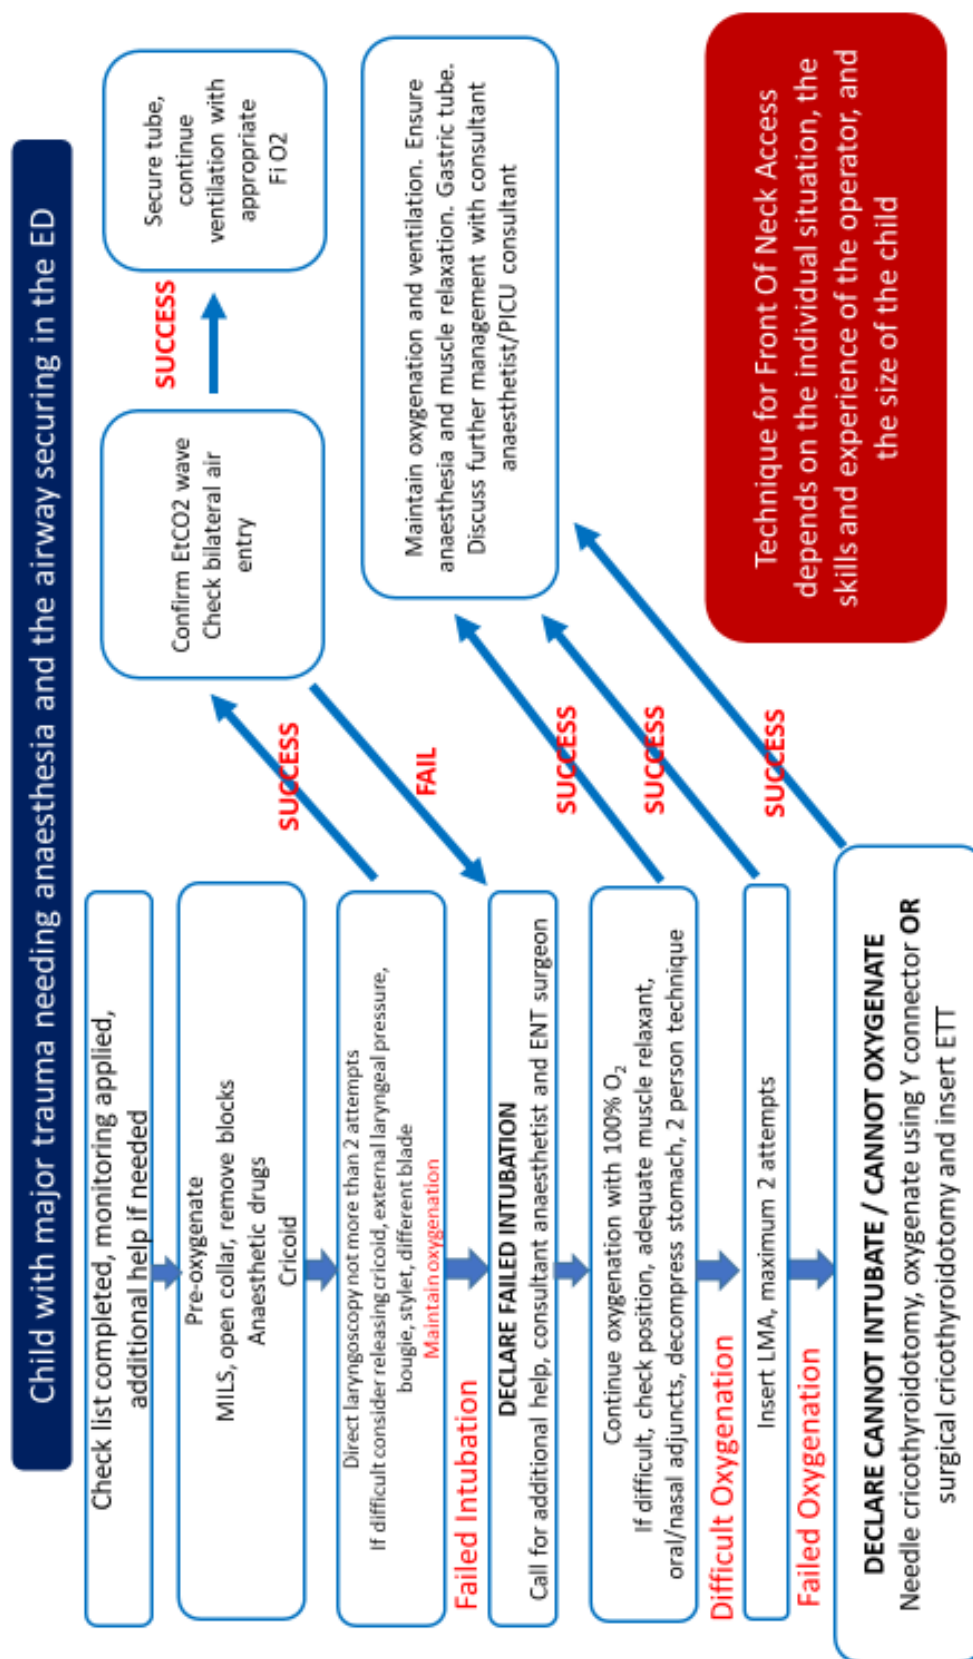 Child with major trauma needing anaesthesia and the airway securing in the ED
Check list completed, monitoring applied,
additional help if needed
Pre-oxygenate
MILS, open collar, remove blocks
Anaesthetic drugs
Cricoid
Direct laryngoscopy not more than 2 attempts
If difficult consider releasing cricoid, external laryngeal pressure,
bougie, stylet, different blade
Maintain oxygenation
SUCCESS
Confirm EtCO2 wave
Check bilateral air
entry
SUCCESS
Secure tube,
continue
ventilation with
appropriate
Fi O2
FAIL
Failed Intubation
DECLARE FAILED INTUBATION
Call for additional help, consultant anaesthetist and ENT surgeon
Continue oxygenation with 100% O₂
If difficult, check position, adequate muscle relaxant,
oral/nasal adjuncts, decompress stomach, 2 person technique
SUCCESS
Maintain oxygenation and ventilation. Ensure
anaesthesia and muscle relaxation. Gastric tube.
Discuss further management with consultant
anaesthetist/PICU consultant
Difficult Oxygenation
Insert LMA, maximum 2 attempts
SUCCESS
Failed Oxygenation
DECLARE CANNOT INTUBATE / CANNOT OXYGENATE
Needle cricothyroidotomy, oxygenate using Y connector OR
surgical cricothyroidotomy and insert ETT
SUCCESS
Technique for Front Of Neck Access
depends on the individual situation, the
skills and experience of the operator, and
the size of the child